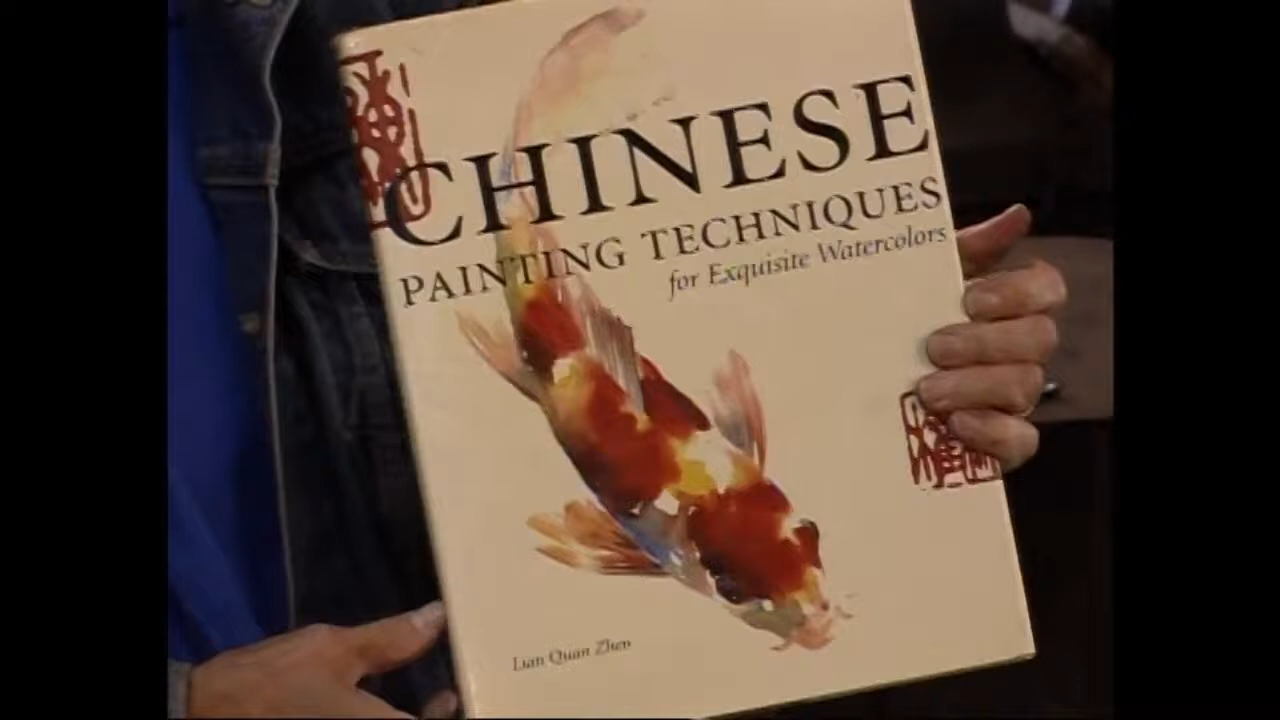 CHINESE
PAINTING TECHNIQUES
for Exquisite Watercolors
Lian Quan Zhen